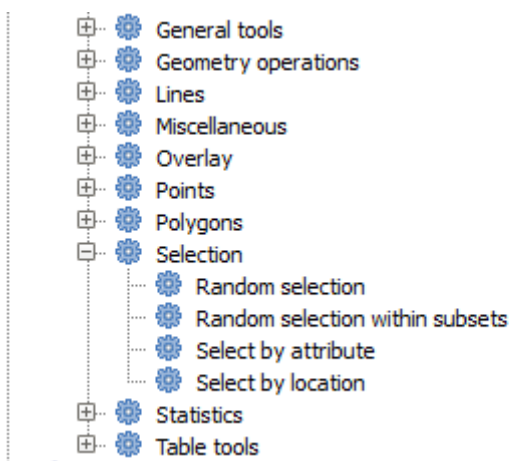 General tools
Geometry operations
Lines
Miscellaneous
Overlay
Points
Polygons
Selection
Random selection
Random selection within subsets
Select by attribute
Select by location
Statistics
Table tools